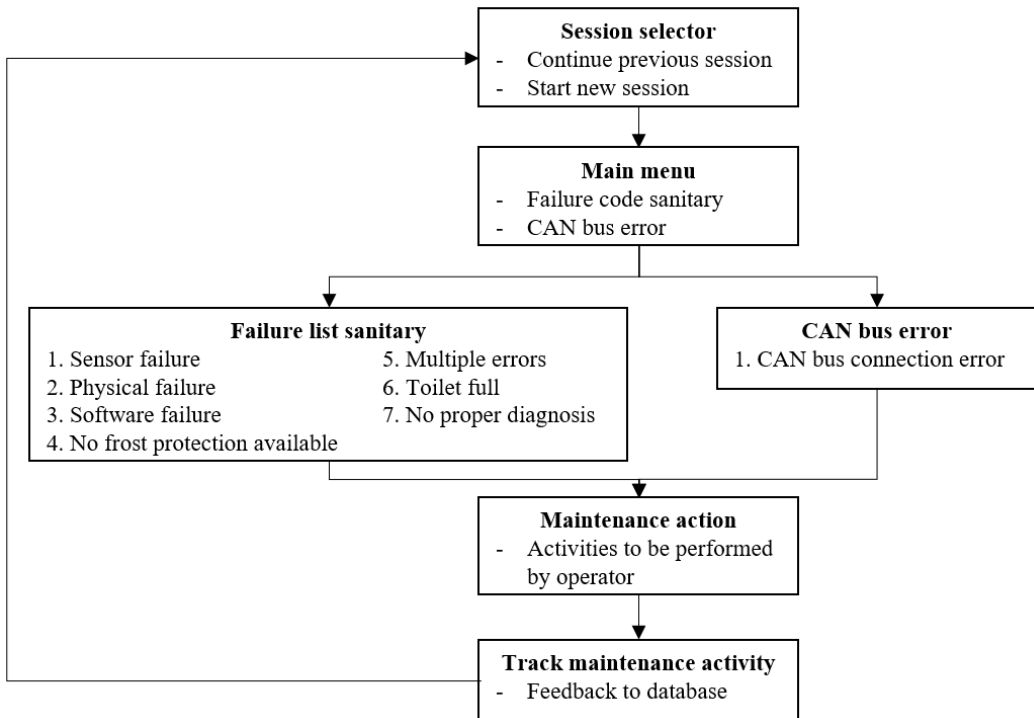 Session selector
- Continue previous session
- Start new session
Main menu
- Failure code sanitary
- CAN bus error
Failure list sanitary
1. Sensor failure
2. Physical failure
3. Software failure
4. No frost protection available
5. Multiple errors
6. Toilet full
7. No proper diagnosis
CAN bus error
1. CAN bus connection error
Maintenance action
- Activities to be performed
by operator
Track maintenance activity
- Feedback to database